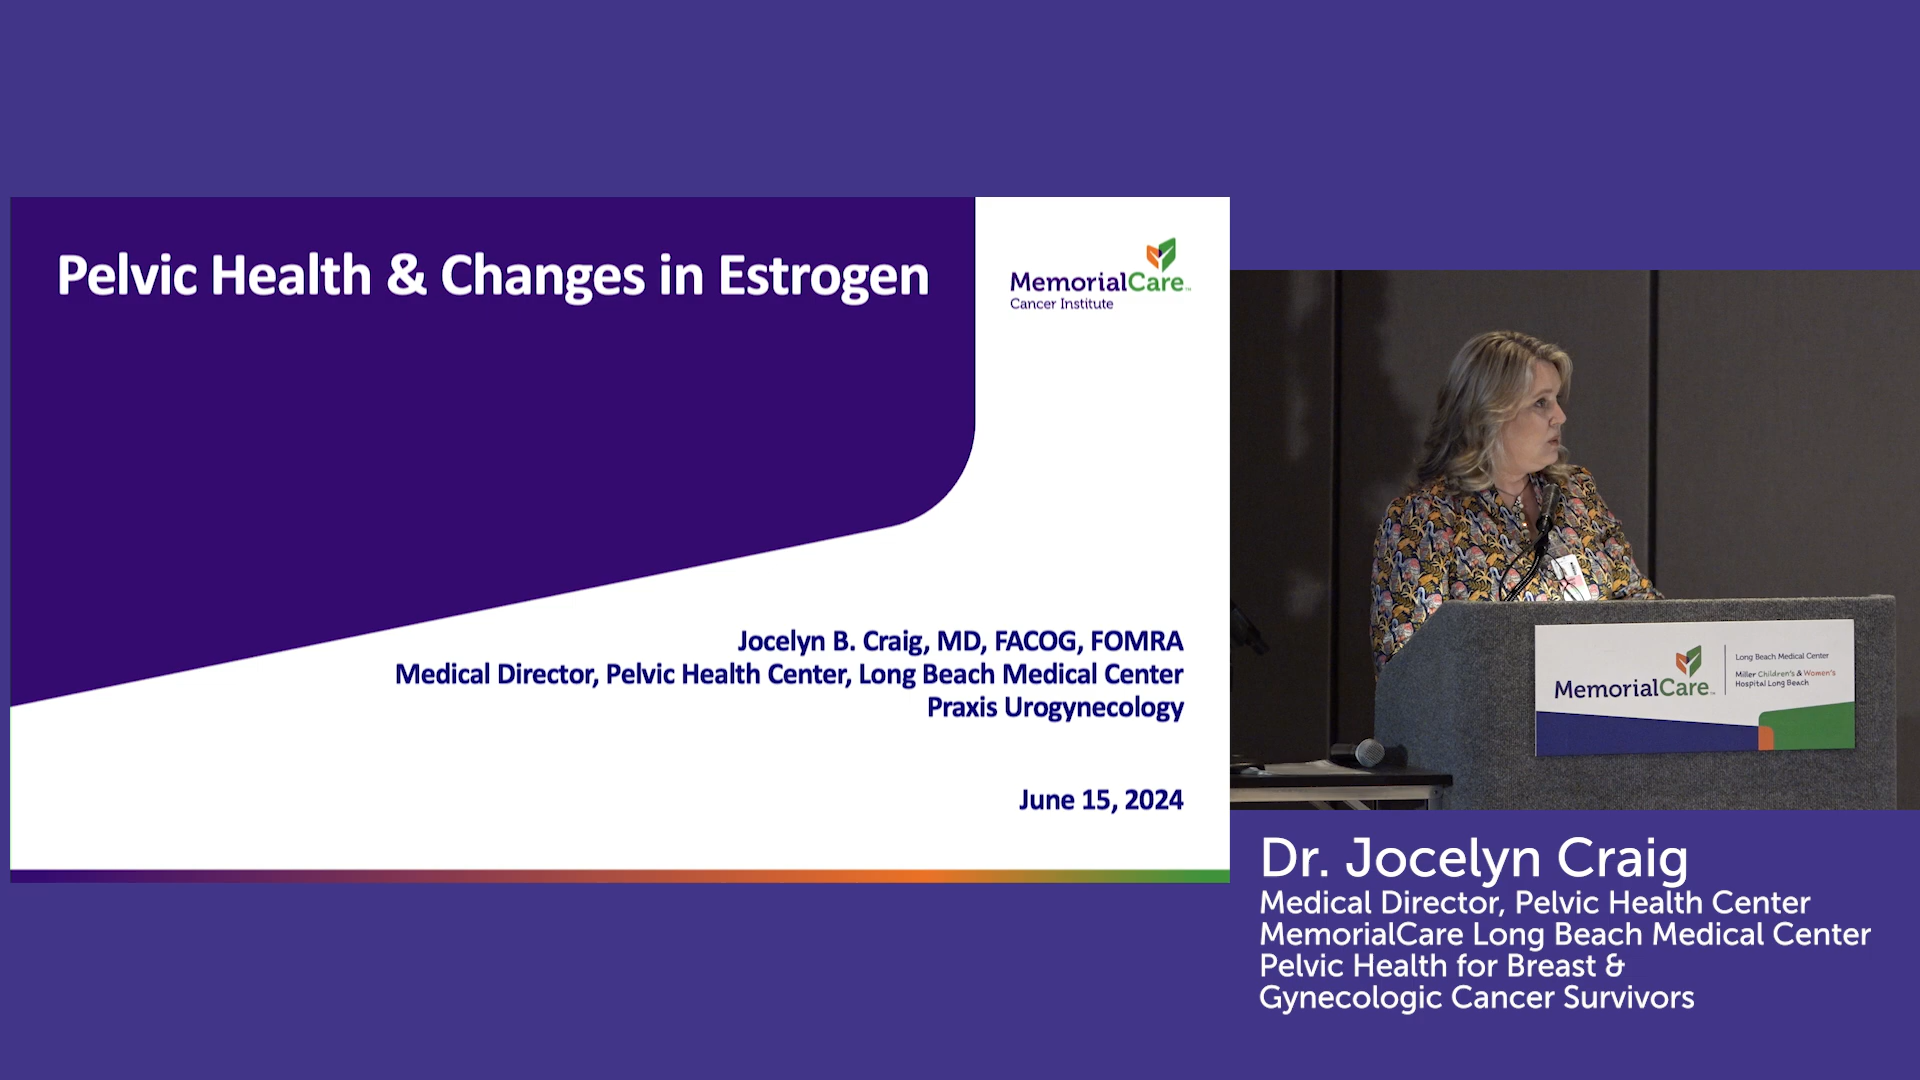 Pelvic Health & Changes in Estrogen
MemorialCare™
Cancer Institute
Jocelyn B. Craig, MD, FACOG, FOMRA
Medical Director, Pelvic Health Center, Long Beach Medical Center
Praxis Urogynecology
June 15, 2024
MemorialCare™
Long Beach Medical Center
Miller Children's & Women's
Hospital Long Beach
Dr. Jocelyn Craig
Medical Director, Pelvic Health Center
MemorialCare Long Beach Medical Center
Pelvic Health for Breast &
Gynecologic Cancer Survivors